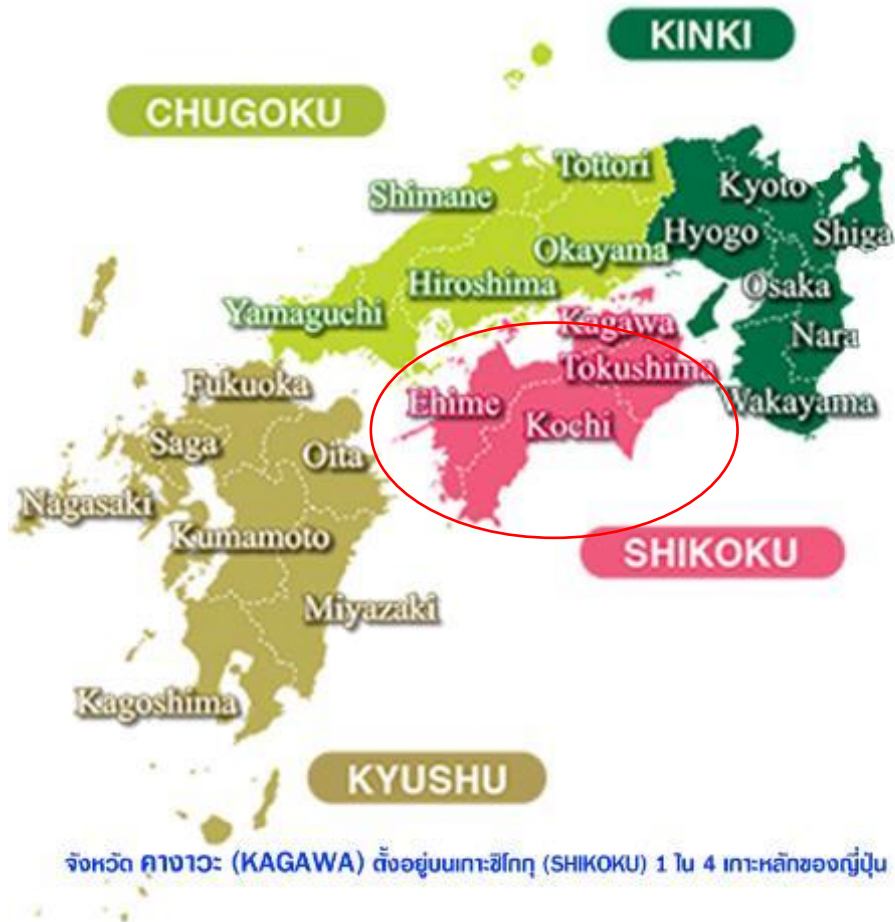 KINKI
CHUGOKU
Tottori
Kyoto
Shimane
Hyogo
Shiga
Okayama
Hiroshima
Osaka
Yamaguchi
Kagawa
Nara
Tokushima
Fukuoka
Ehime
Wakayama
Kochi
Saga
Oita
Nagasaki
Kumamoto
SHIKOKU
Miyazaki
Kagoshima
KYUSHU
จังหวัด คางาวะ (KAGAWA) ตั้งอยู่บนเกาะชิโกกุ (SHIKOKU) 1 ใน 4 เกาะหลักของญี่ปุ่น